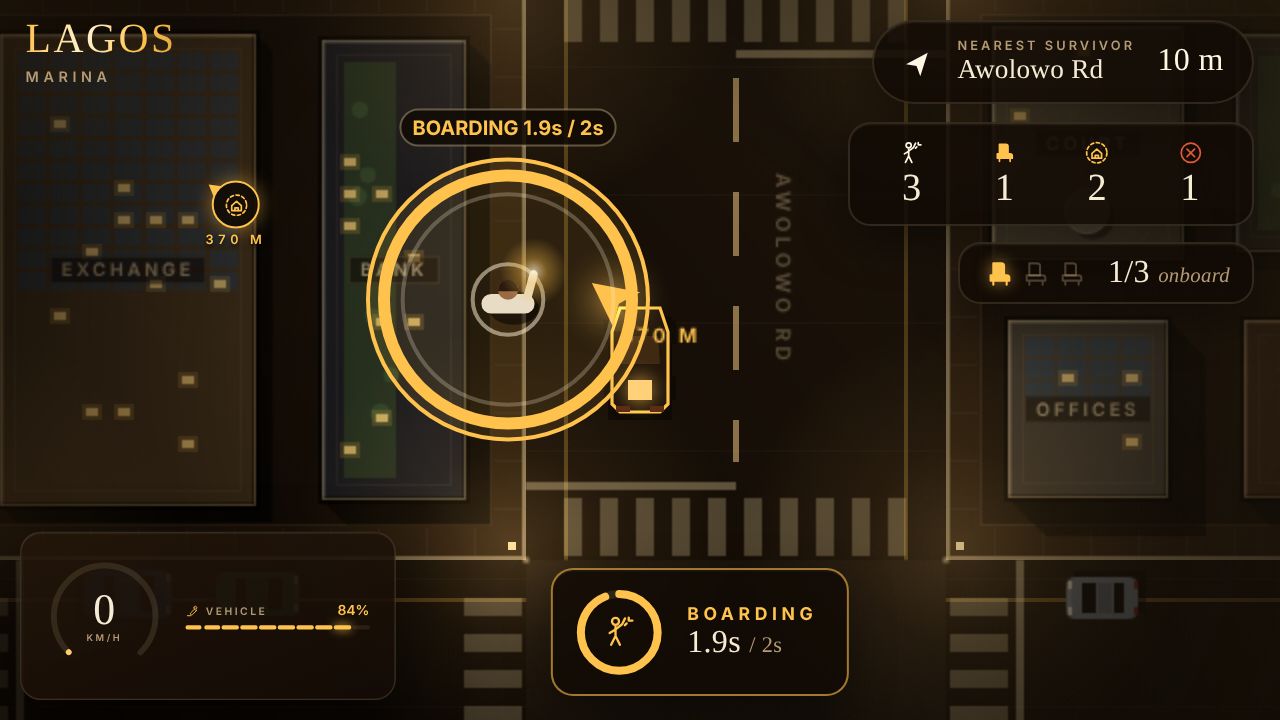 LAGOS
MARINA
NEAREST SURVIVOR
Awolowo Rd
10 m
BOARDING 1.9s / 2s
3
1
2
1
370 M
EXCHANGE
BANK
AWOLOWO RD
1/3 onboard
70 M
OFFICES
0
KM/H
VEHICLE
84%
BOARDING
1.9s / 2s